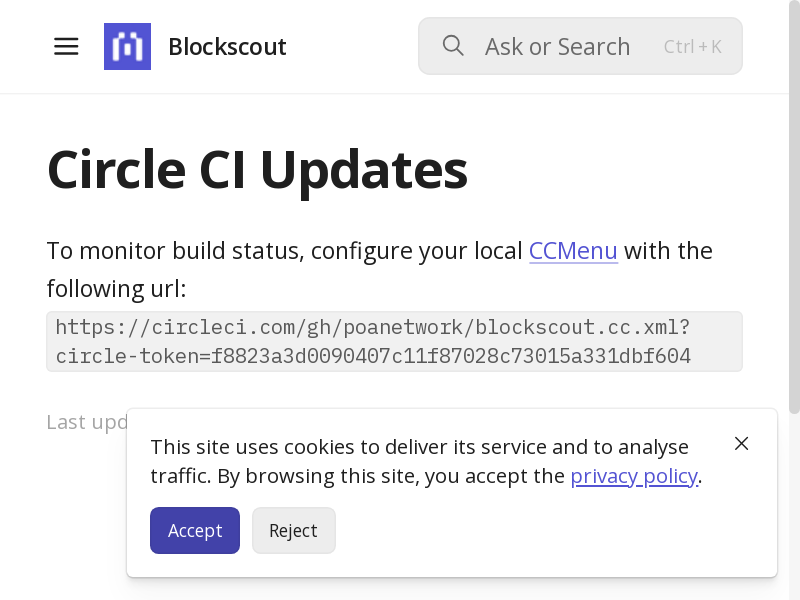 Blockscout
Ask or Search
Ctrl + K
Circle CI Updates
To monitor build status, configure your local CCMenu with the
following url:
https://circleci.com/gh/poanetwork/blockscout.cc.xml?
circle-token=f8823a3d0090407c11f87028c73015a331dbf604
Last upd
This site uses cookies to deliver its service and to analyse
traffic. By browsing this site, you accept the privacy policy.
Accept
Reject